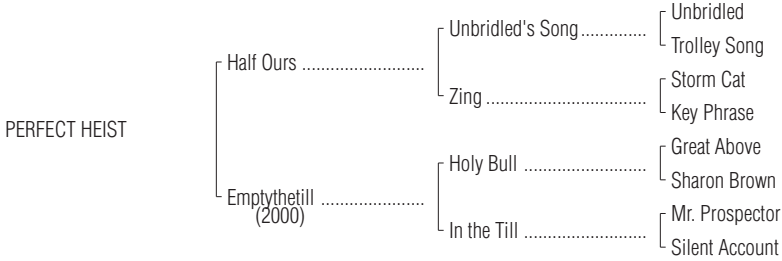 Unbridled
Unbridled's Song..............
Trolley Song
Half Ours ..........................
Storm Cat
Zing ..................................
Key Phrase
PERFECT HEIST
Great Above
Holy Bull ..........................
Sharon Brown
Emptythetill ......................
(2000)
Mr. Prospector
In the Till ..........................
Silent Account